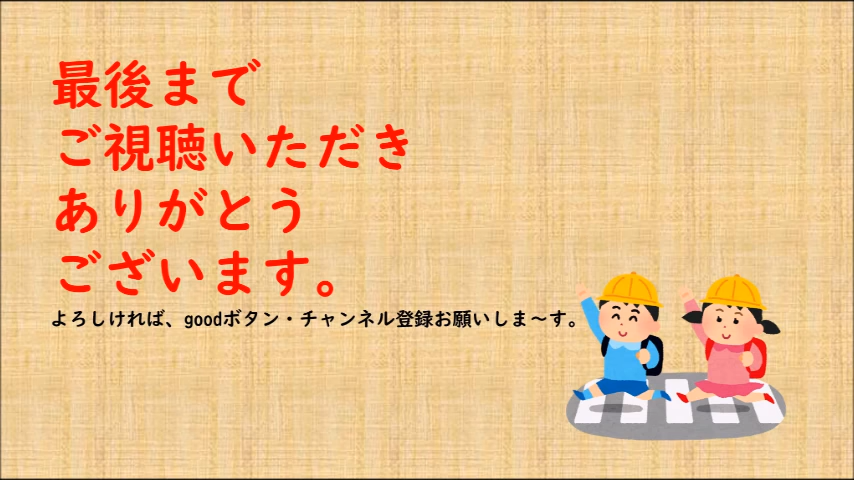 最後まで
ご視聴いただき
ありがとう
ございます。
よろしければ、goodボタン・チャンネル登録お願いしま～す。